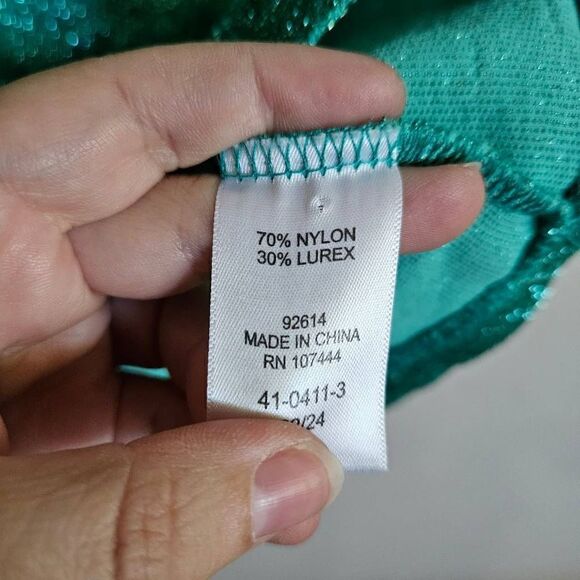 70% NYLON
30% LUREX
92614
MADE IN CHINA
RN 107444
41-0411-3